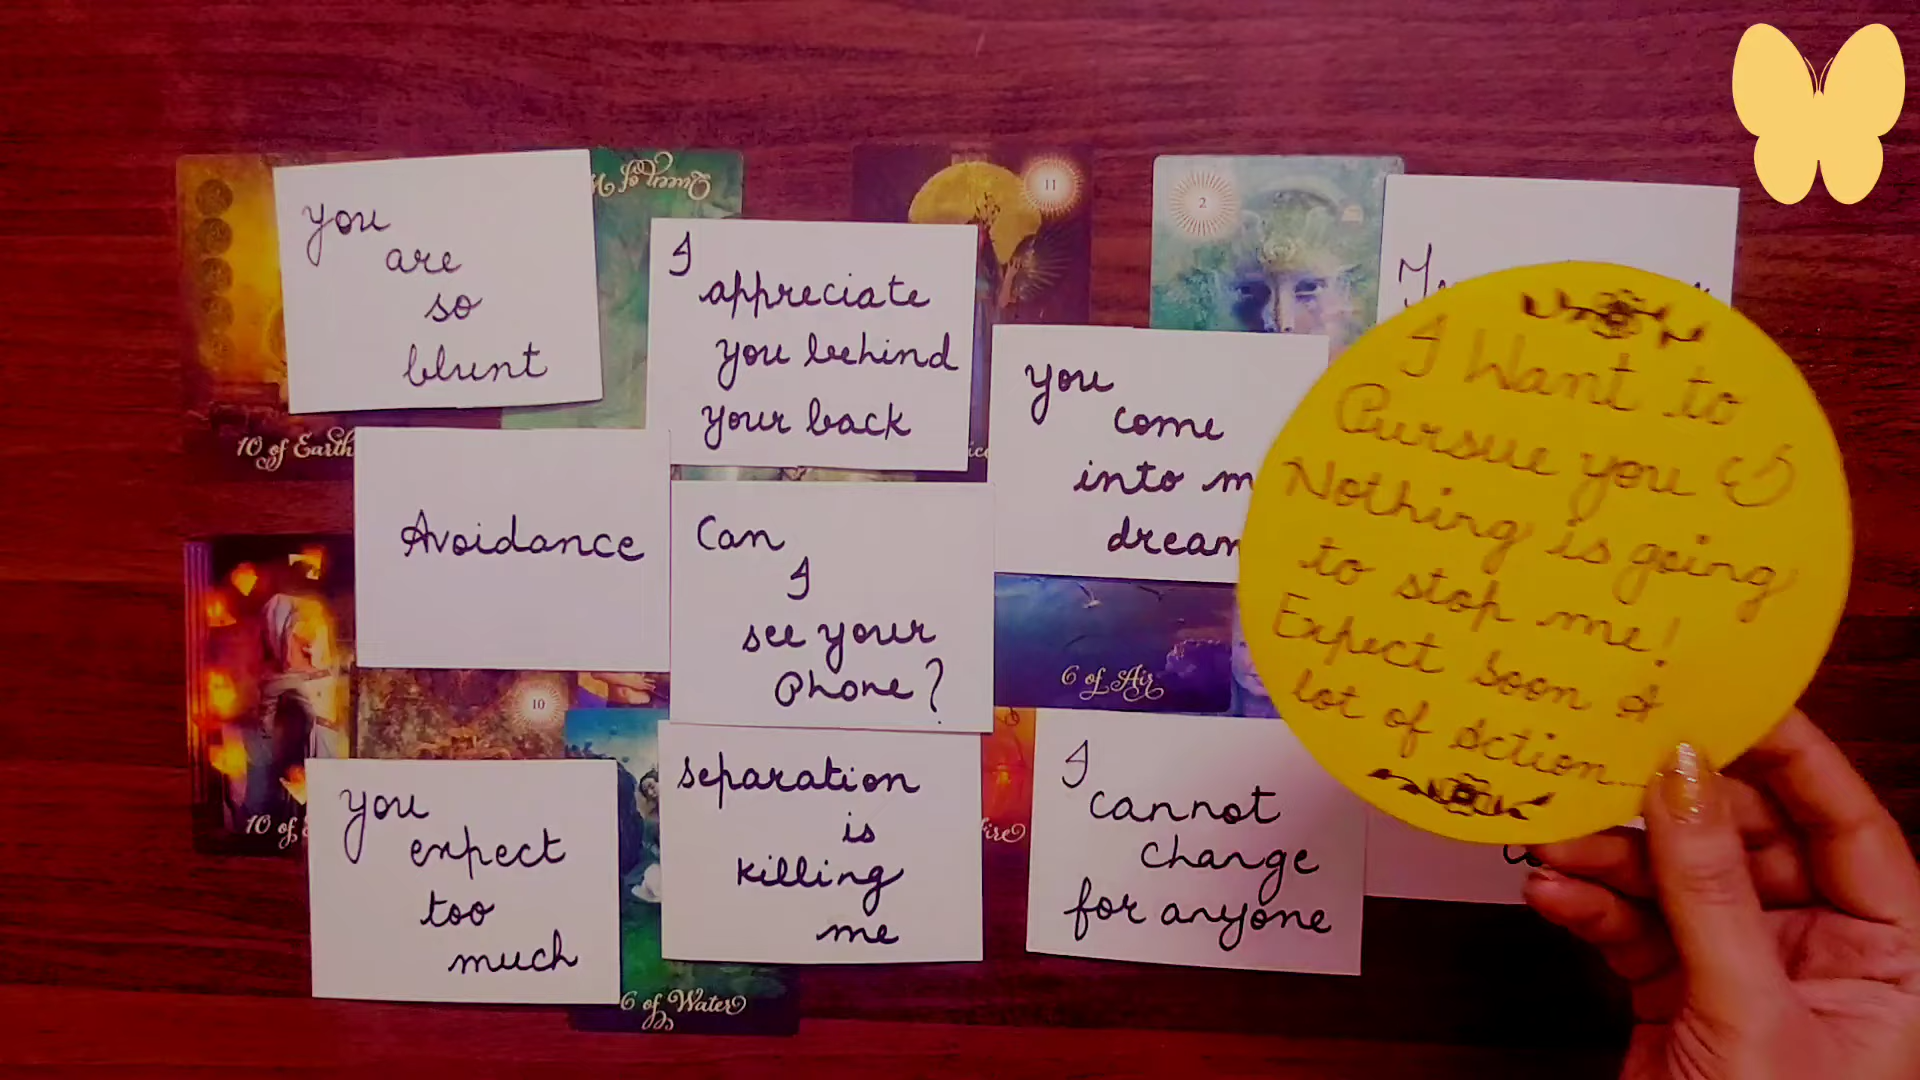 you
are
so
blunt
I
appreciate
you behind
your back
11
2
you
come
into m
dream
10 of Earth
Avoidance
Can
I
see your
Phone?
6 of Air
10
10 of
you
expect
too
much
6 of Water
separation
is
killing
me
fire
I
cannot
change
for anyone
I Want to
Pursue you
Nothing is going
to stop me!
Expect soon A
lot of Action...